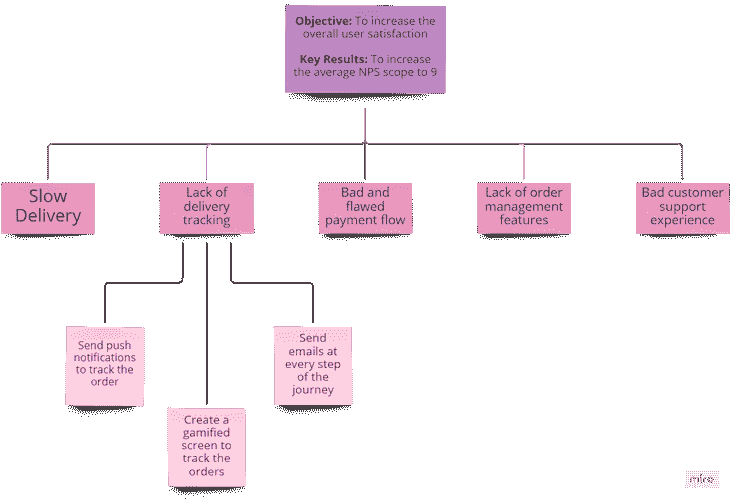 Objective: To increase the
overall user satisfaction
Key Results: To increase
the average NPS scope to 9
Slow
Delivery
Lack of
delivery
tracking
Bad and
flawed
payment flow
Lack of order
management
features
Bad customer
support
experience
Send push
notifications
to track the
order
Create a
gamified
screen to
track the
orders
Send
emails at
every step
of the
journey
miro